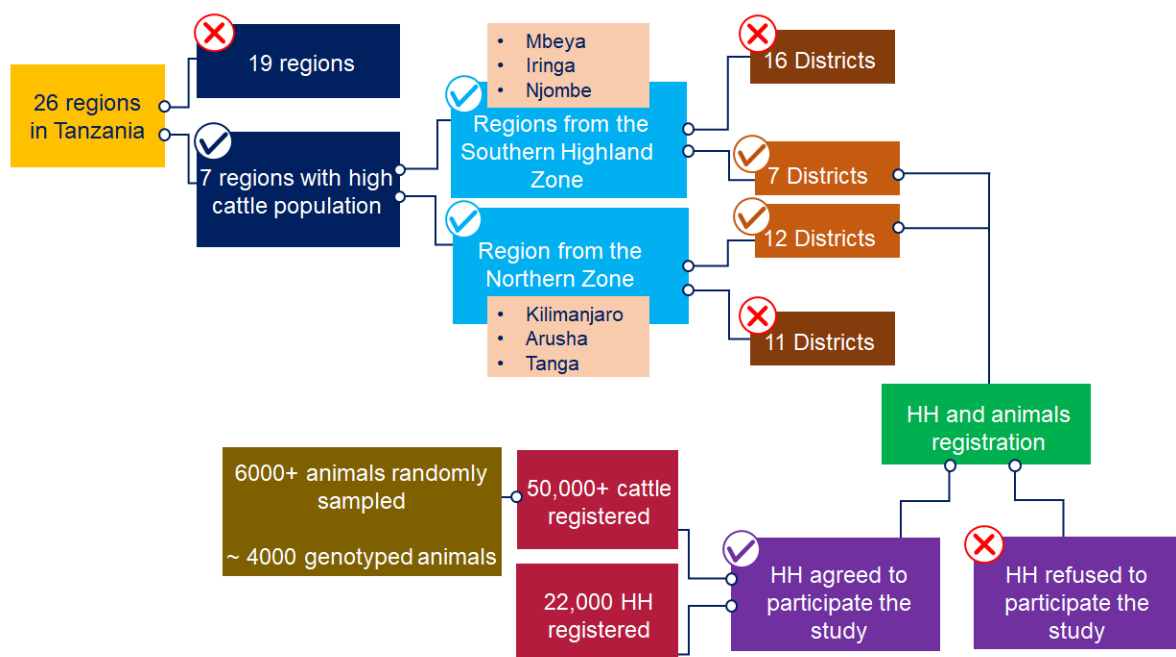 26 regions
in Tanzania
19 regions
7 regions with high
cattle population
• Mbeya
• Iringa
• Njombe
Regions from the
Southern Highland
Zone
Region from the
Northern Zone
• Kilimanjaro
• Arusha
• Tanga
16 Districts
7 Districts
12 Districts
11 Districts
HH and animals
registration
HH agreed to
participate the
study
HH refused to
participate the
study
50,000+ cattle
registered
22,000 HH
registered
6000+ animals randomly
sampled
~ 4000 genotyped animals